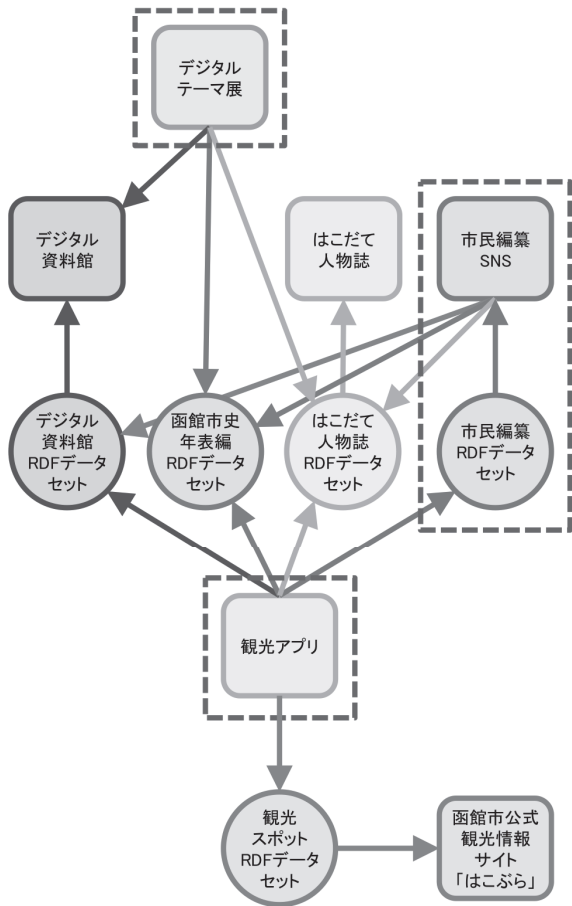 デジタル
テーマ展
デジタル
資料館
はこだて
人物誌
市民編纂
SNS
デジタル
資料館
RDFデータ
セット
函館市史
年表編
RDFデータ
セット
はこだて
人物誌
RDFデータ
セット
市民編纂
RDFデータ
セット
観光アプリ
観光
スポット
RDFデータ
セット
函館市公式
観光情報
サイト
「はこぶら」